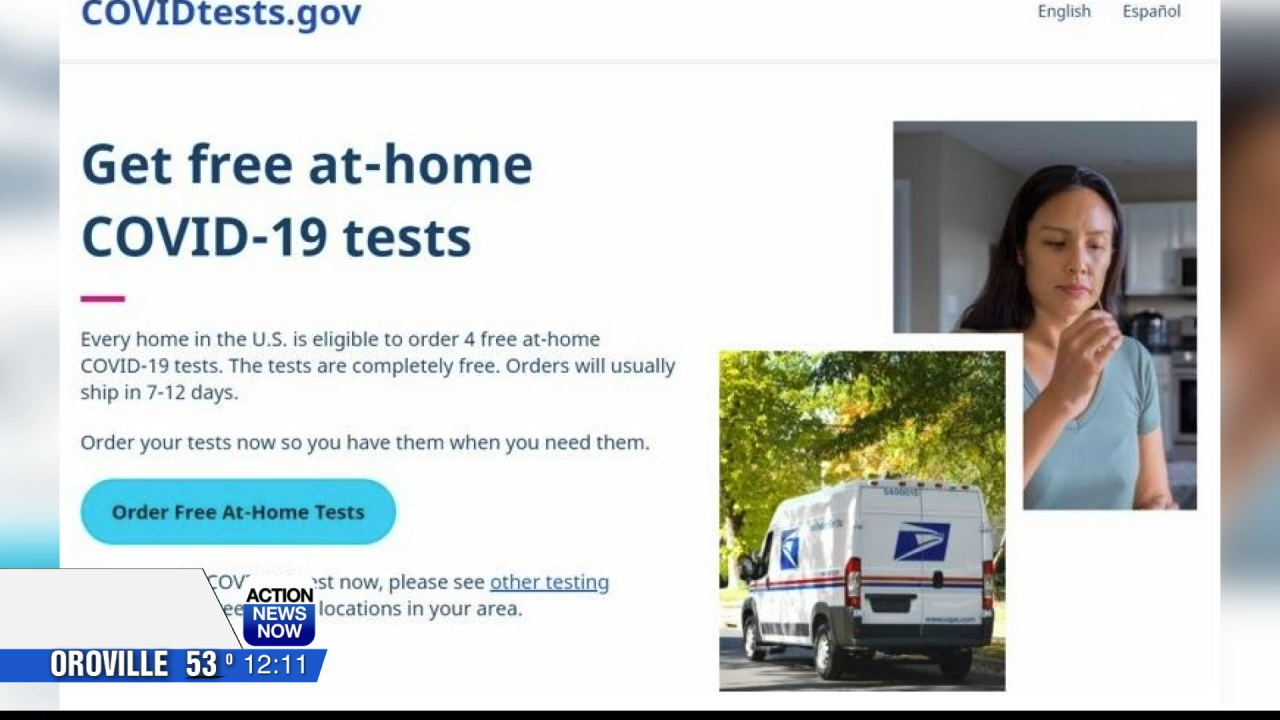 COVIDtests.gov
English Español
Get free at-home
COVID-19 tests
Every home in the U.S. is eligible to order 4 free at-home
COVID-19 tests. The tests are completely free. Orders will usually
ship in 7-12 days.
Order your tests now so you have them when you need them.
Order Free At-Home Tests
now, please see other testing
locations in your area.
www.usps.com
ACTION
NEWS
NOW
OROVILLE 53° 12:11